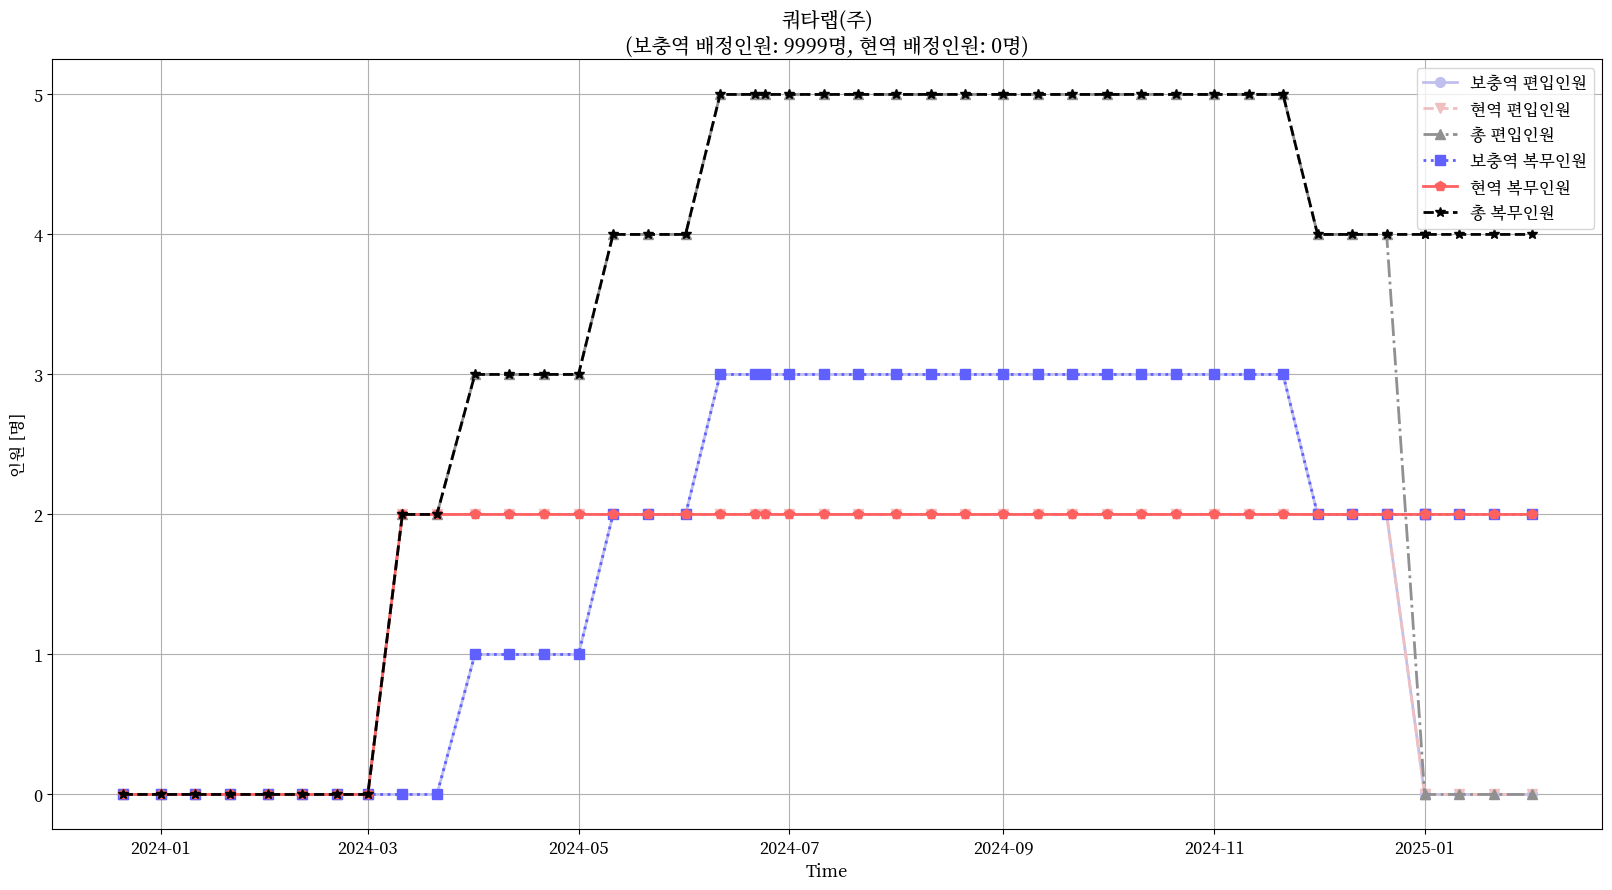 쿼타랩(주)
(보충역 배정인원: 9999명, 현역 배정인원: 0명)
보충역 편입인원
현역 편입인원
총 편입인원
보충역 복무인원
현역 복무인원
총 복무인원
인원 [명]
5
4
3
2
1
0
2024-01
2024-03
2024-05
2024-07
2024-09
2024-11
2025-01
Time